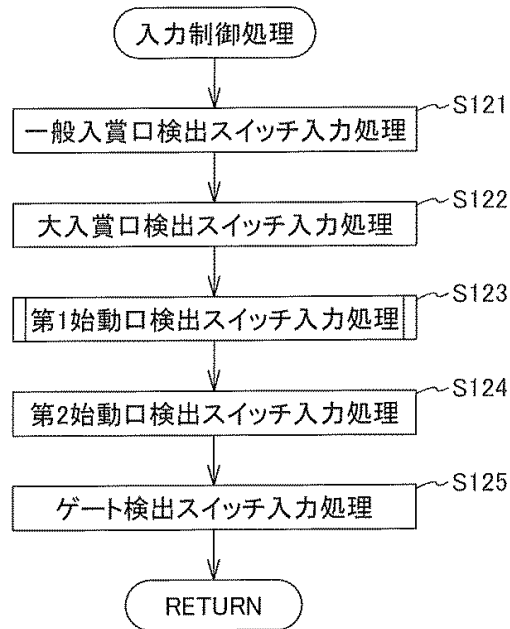 入力制御処理
S121
一般入賞口検出スイッチ入力処理
S122
大入賞口検出スイッチ入力処理
S123
第1始動口検出スイッチ入力処理
S124
第2始動口検出スイッチ入力処理
S125
ゲート検出スイッチ入力処理
RETURN